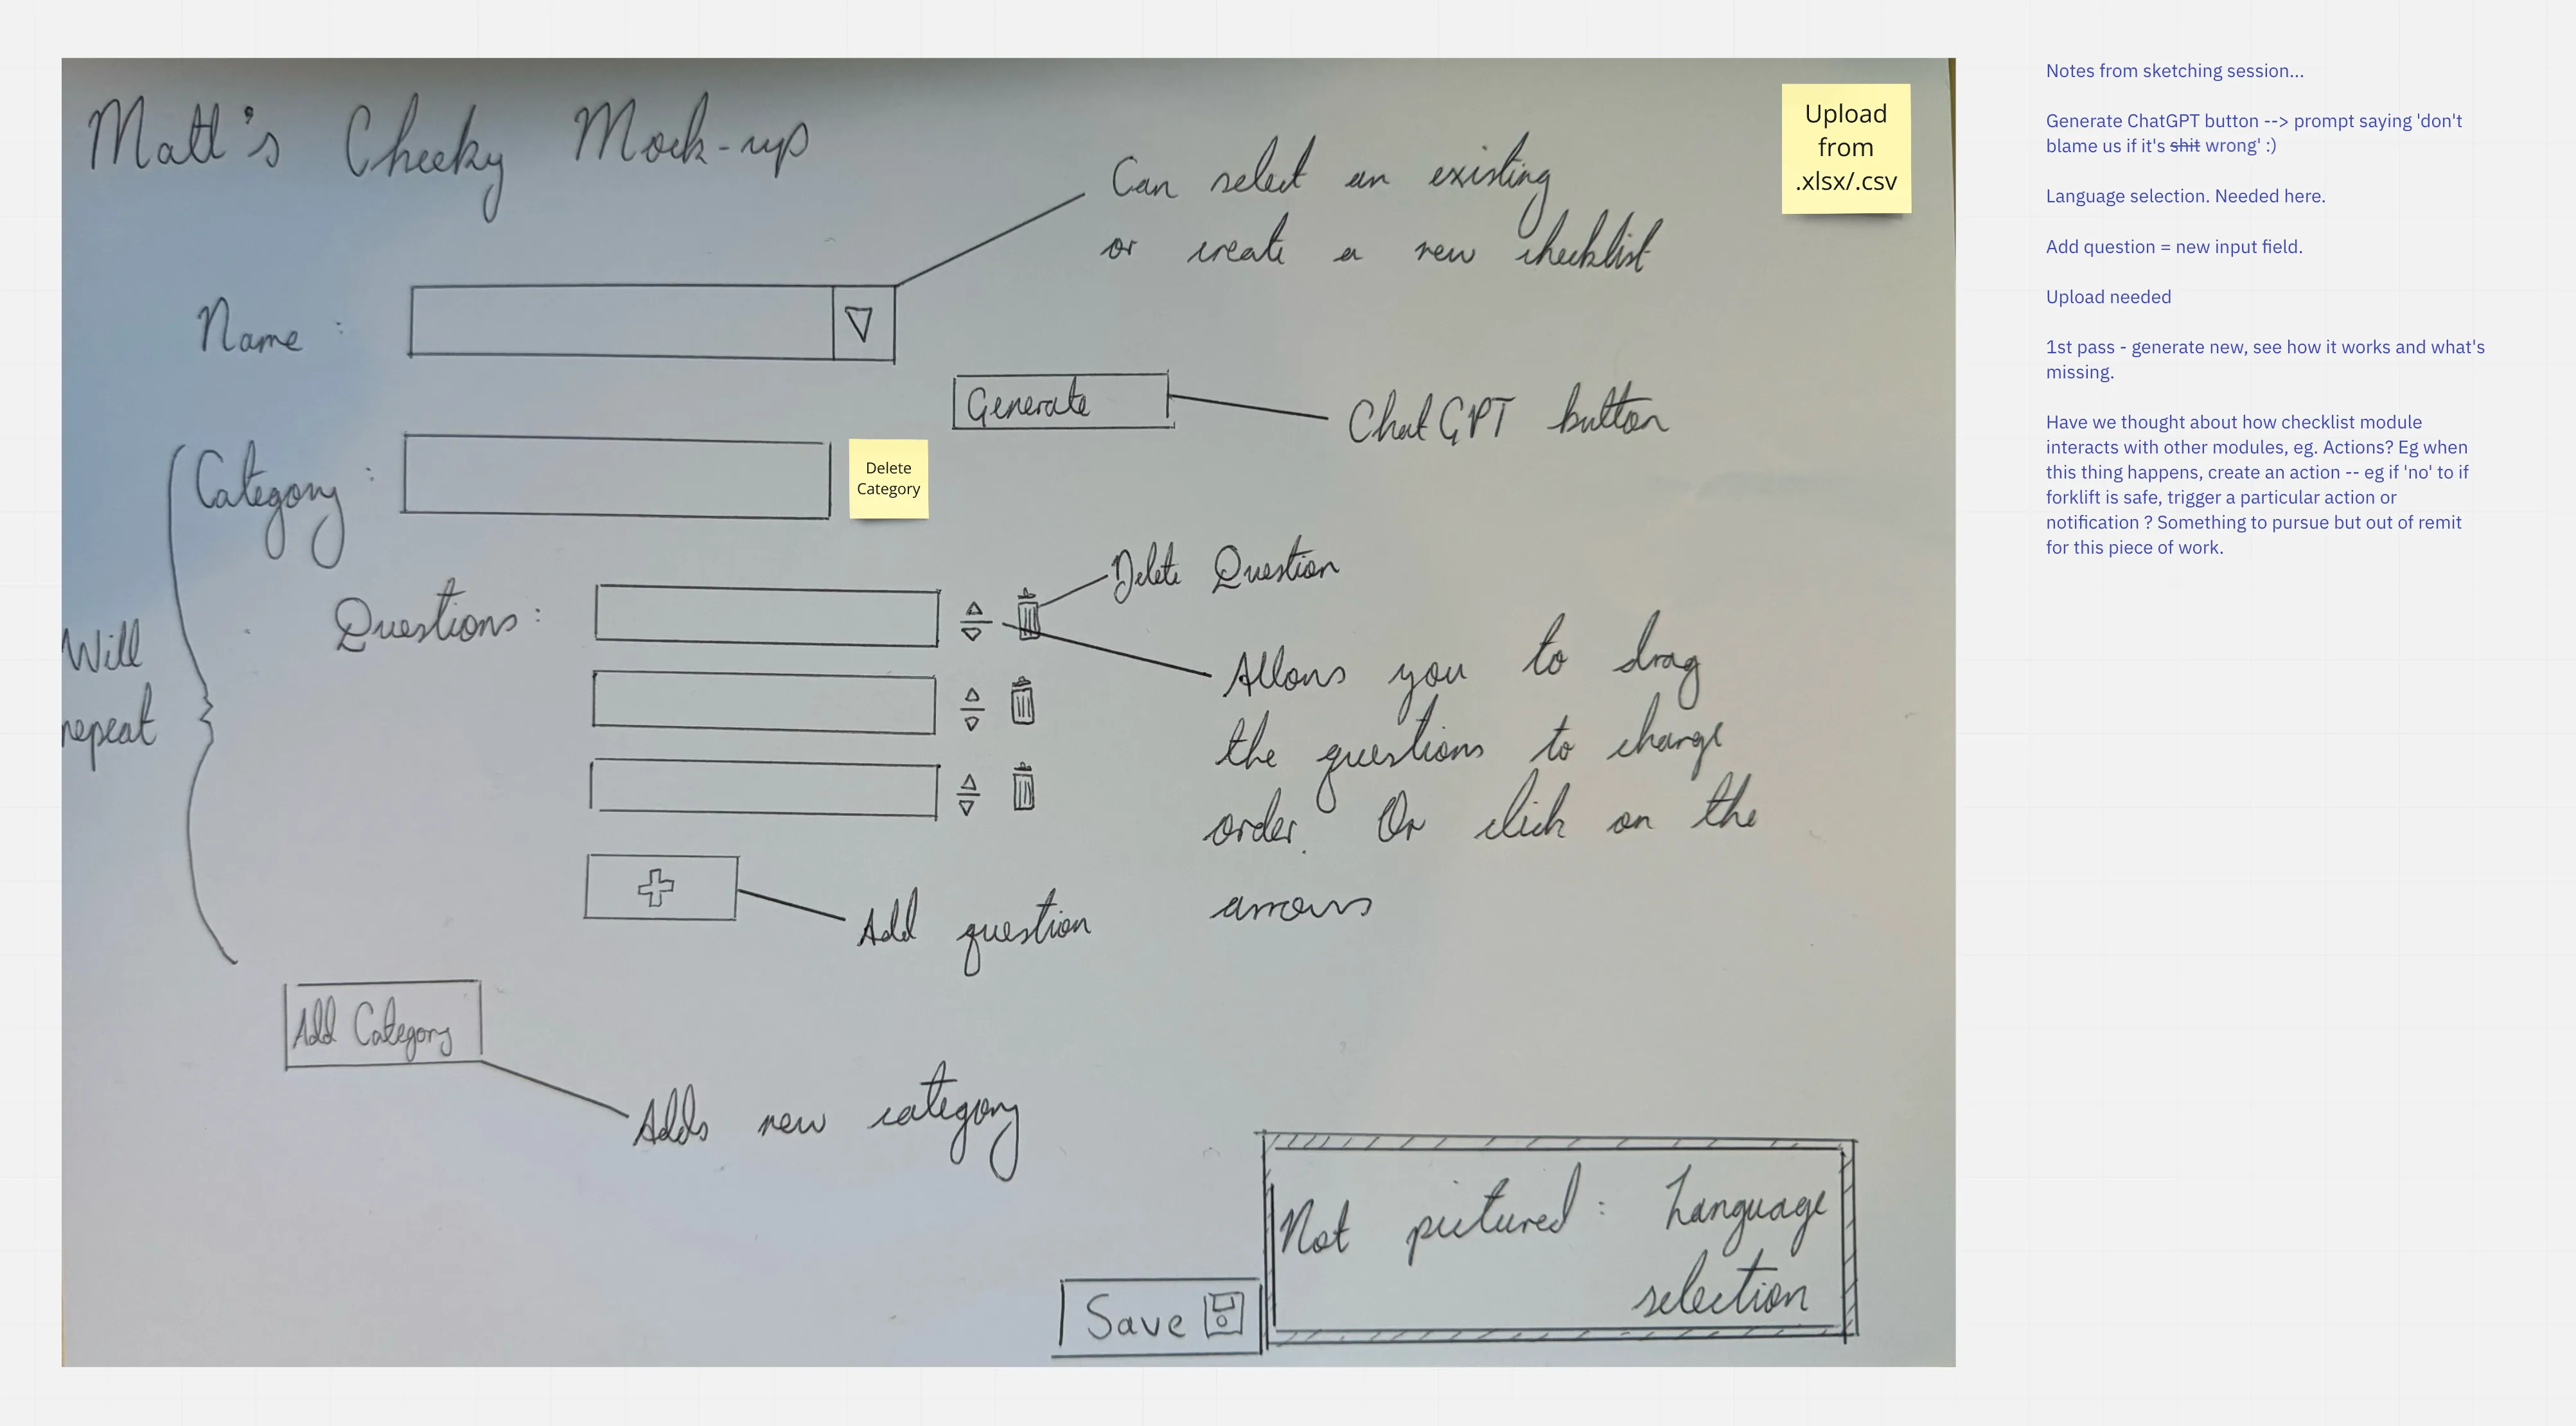 Matt's Cheeky Mock-up
Upload
from
.xlsx/.csv
Can select an existing
or create a new checklist
Name :
Generate
ChatGPT button
Category :
Delete
Category
Delete Question
Questions :
Will
repeat
Allows you to drag
the questions to change
order. Or click on the
arrows
Add question
Add Category
Adds new category
Not pictured : Language
selection
Save
Notes from sketching session...
Generate ChatGPT button --> prompt saying 'don't
blame us if it's shit wrong' :)
Language selection. Needed here.
Add question = new input field.
Upload needed
1st pass - generate new, see how it works and what's
missing.
Have we thought about how checklist module
interacts with other modules, eg. Actions? Eg when
this thing happens, create an action -- eg if 'no' to if
forklift is safe, trigger a particular action or
notification ? Something to pursue but out of remit
for this piece of work.